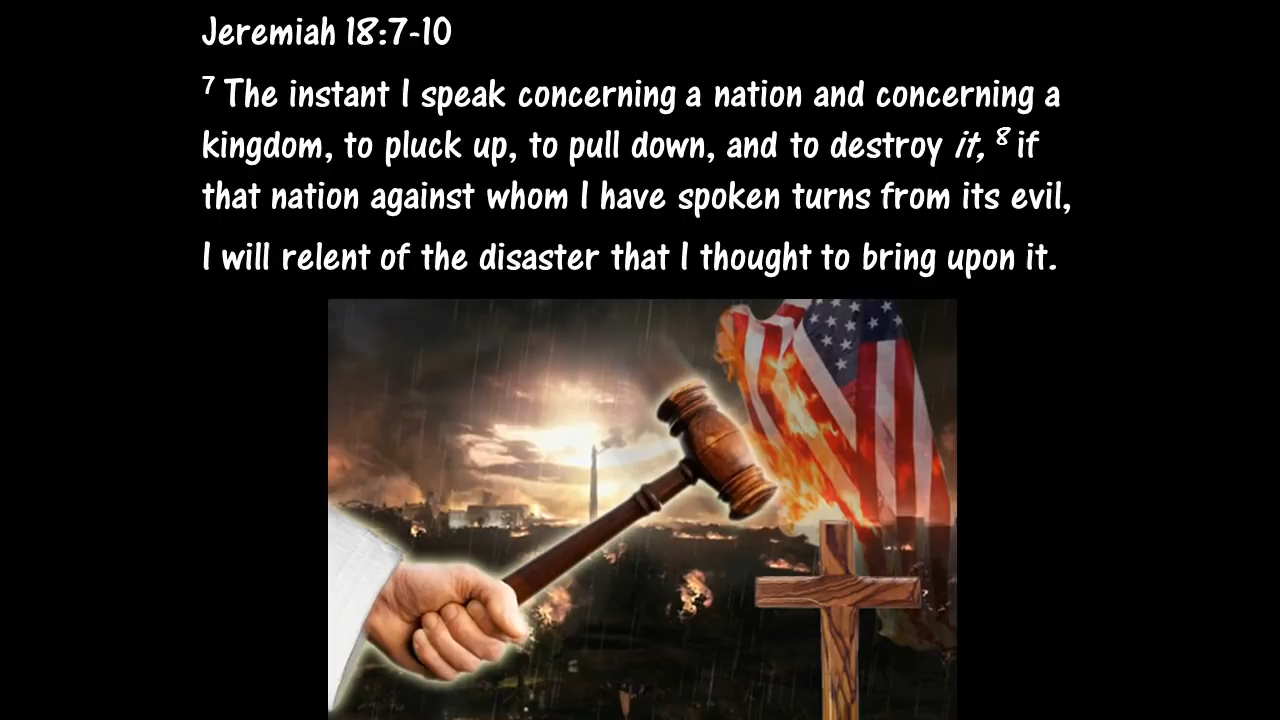 Jeremiah 18:7-10
7 The instant I speak concerning a nation and concerning a
kingdom, to pluck up, to pull down, and to destroy it, 8 if
that nation against whom I have spoken turns from its evil,
I will relent of the disaster that I thought to bring upon it.